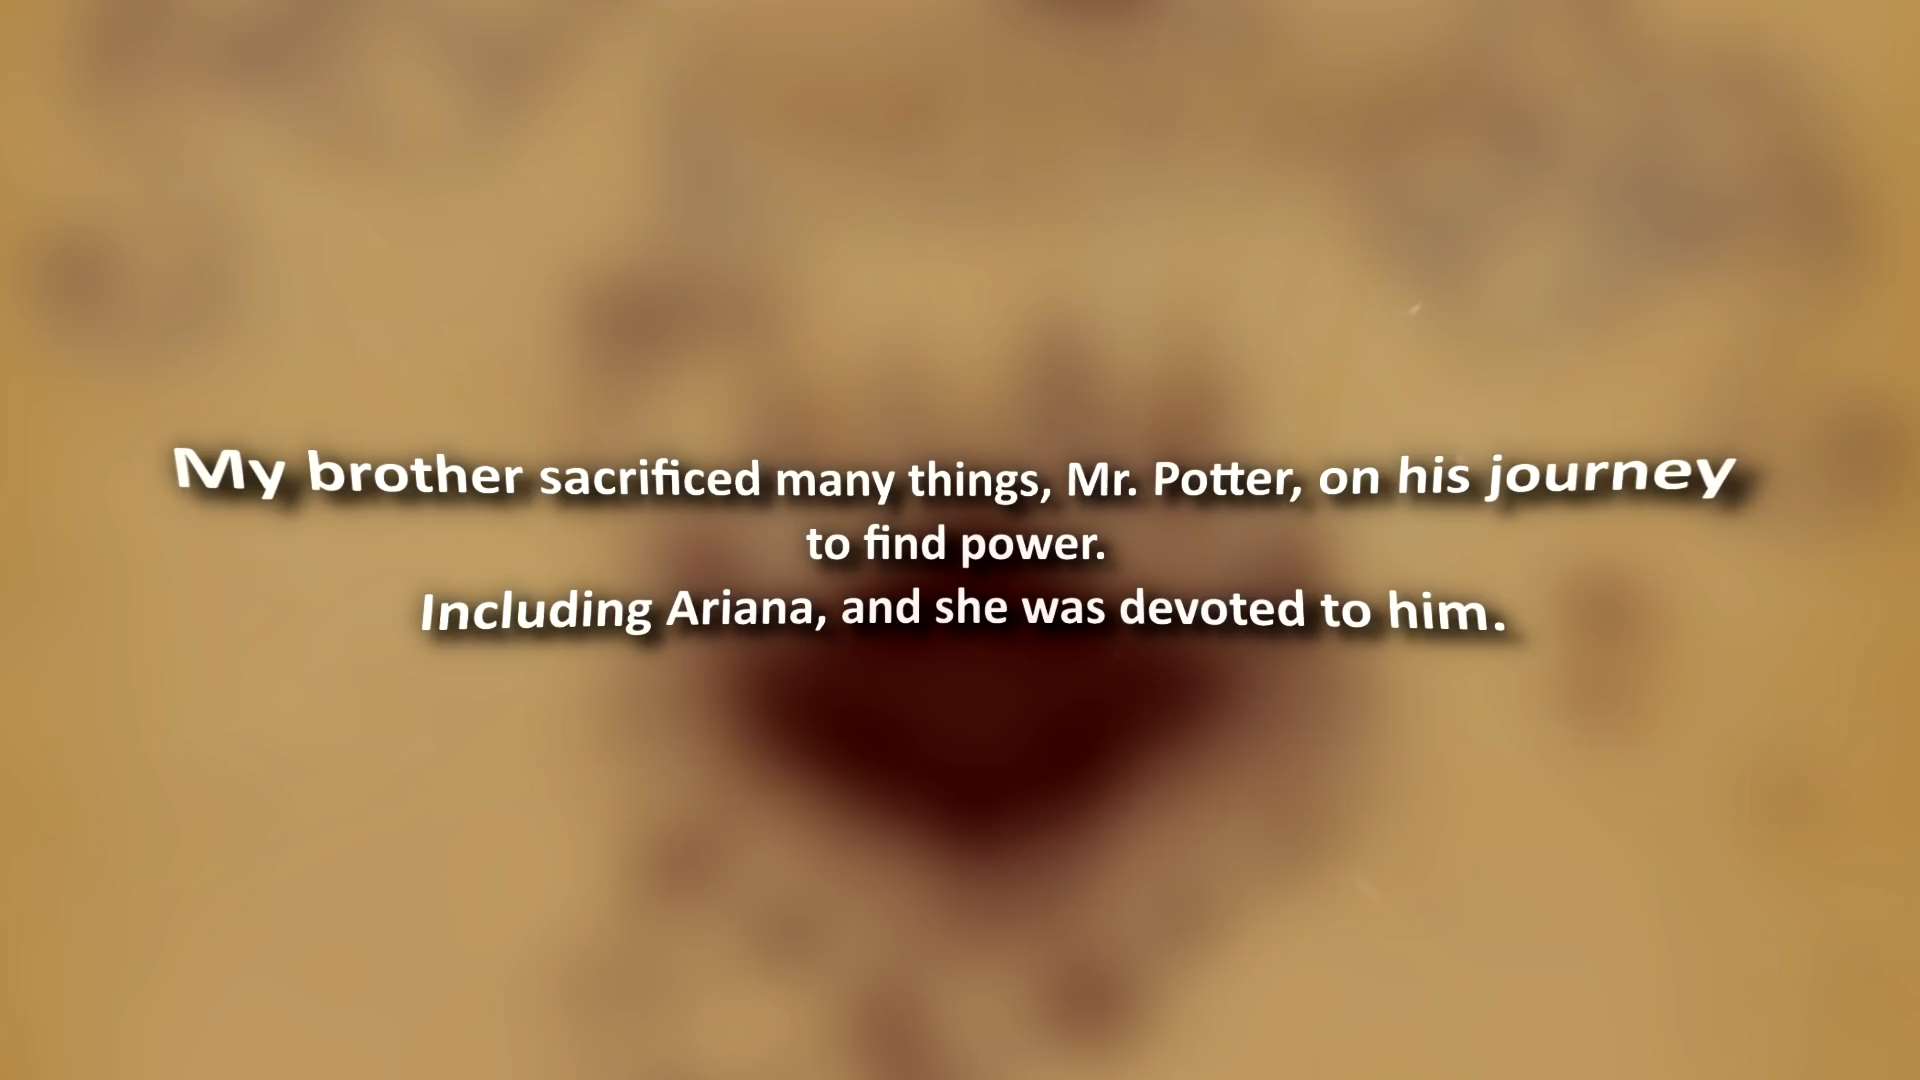 My brother sacrificed many things, Mr. Potter, on his journey
to find power.
Including Ariana, and she was devoted to him.